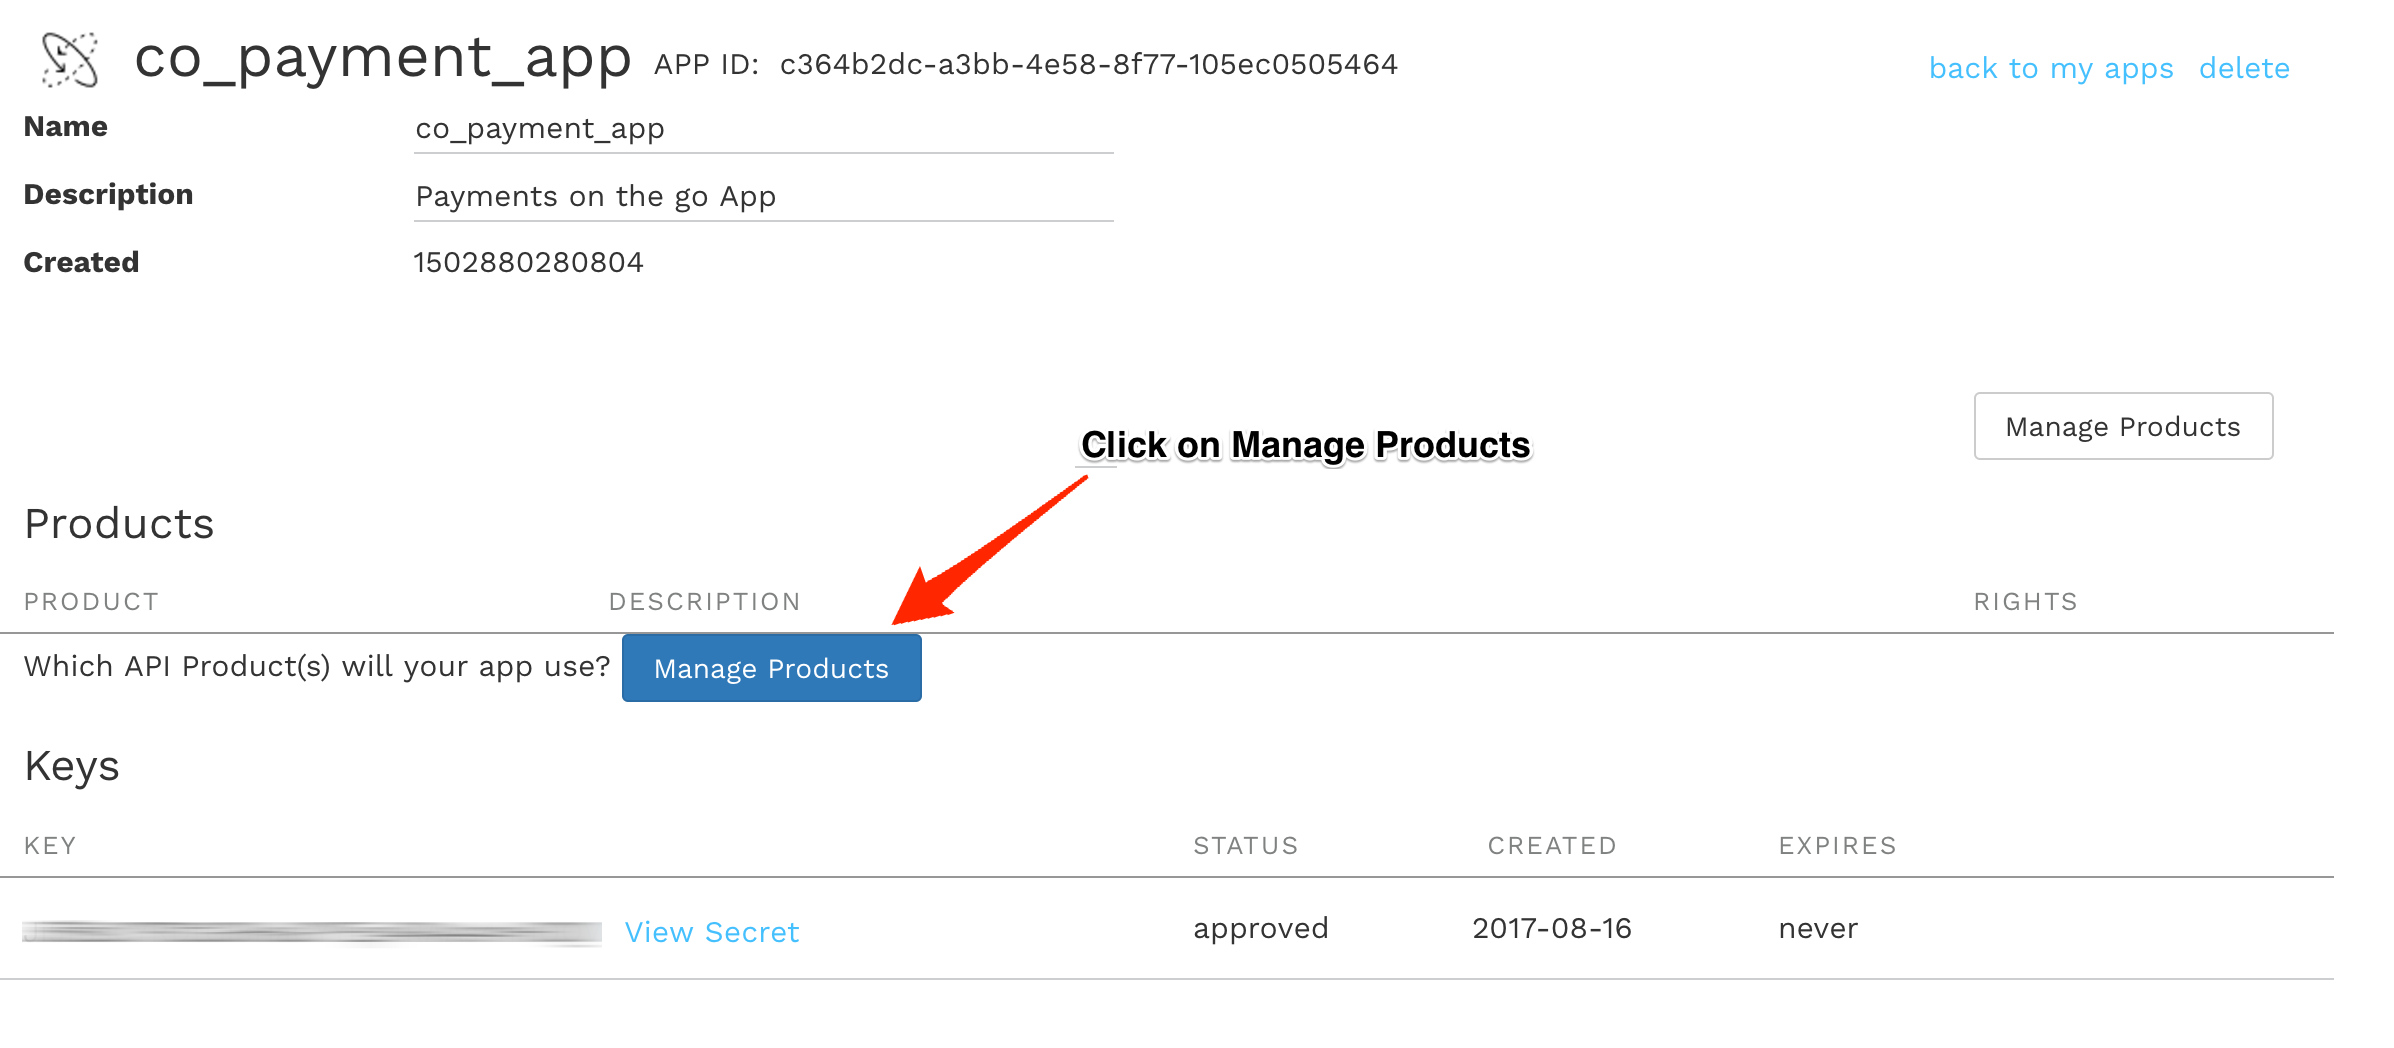 co_payment_app APP ID: c364b2dc-a3bb-4e58-8f77-105ec0505464 back to my apps delete
Name co_payment_app
Description Payments on the go App
Created 1502880280804
Manage Products
Click on Manage Products
Products
PRODUCT DESCRIPTION RIGHTS
Which API Product(s) will your app use? Manage Products
Keys
KEY STATUS CREATED EXPIRES
View Secret approved 2017-08-16 never